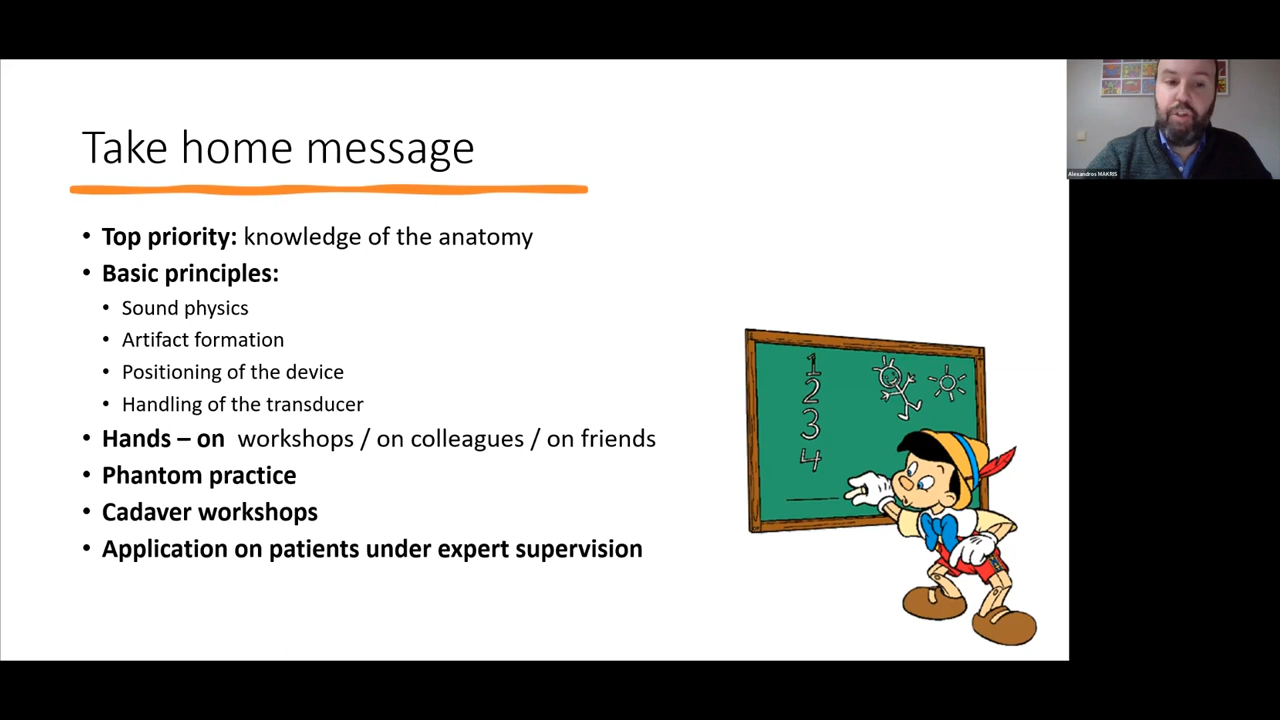 Take home message
• Top priority: knowledge of the anatomy
• Basic principles:
• Sound physics
• Artifact formation
• Positioning of the device
• Handling of the transducer
• Hands – on  workshops / on colleagues / on friends
• Phantom practice
• Cadaver workshops
• Application on patients under expert supervision
1
2
3
4
Alexandros MAKRIS